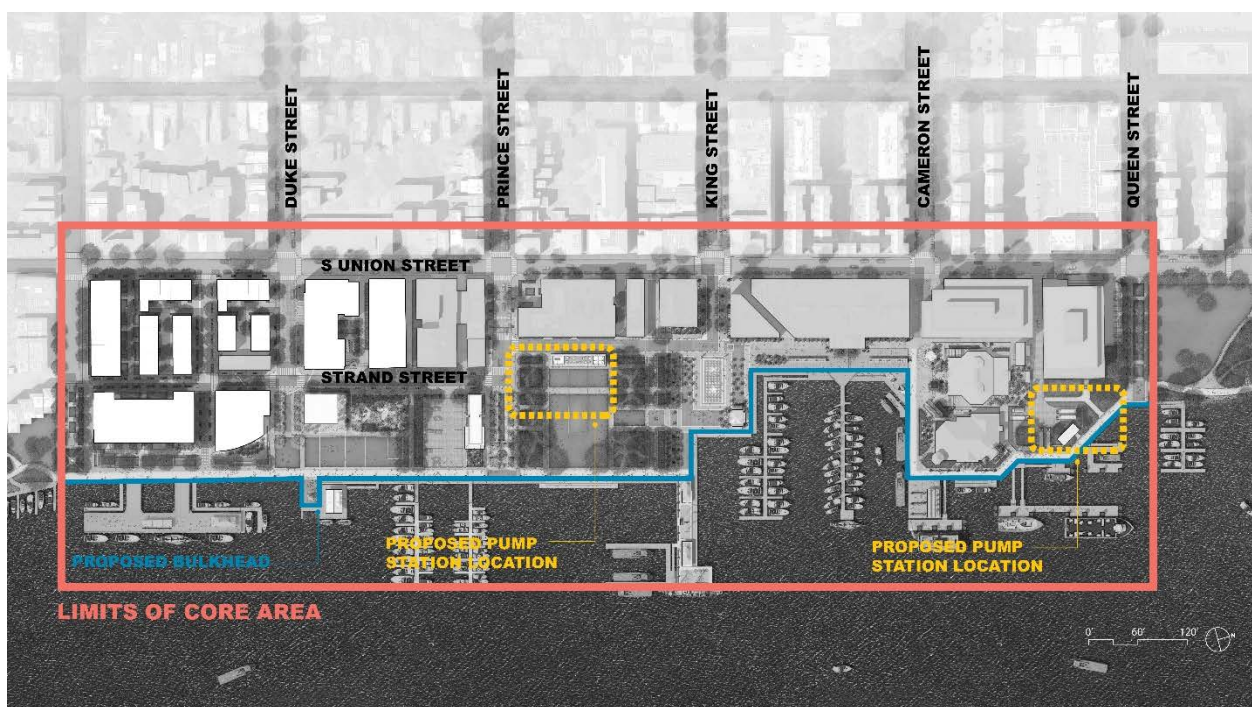 DUKE STREET
PRINCE STREET
KING STREET
CAMERON STREET
QUEEN STREET
S UNION STREET
STRAND STREET
PROPOSED BULKHEAD
PROPOSED PUMP
STATION LOCATION
PROPOSED PUMP
STATION LOCATION
LIMITS OF CORE AREA
0' 60' 120'
N